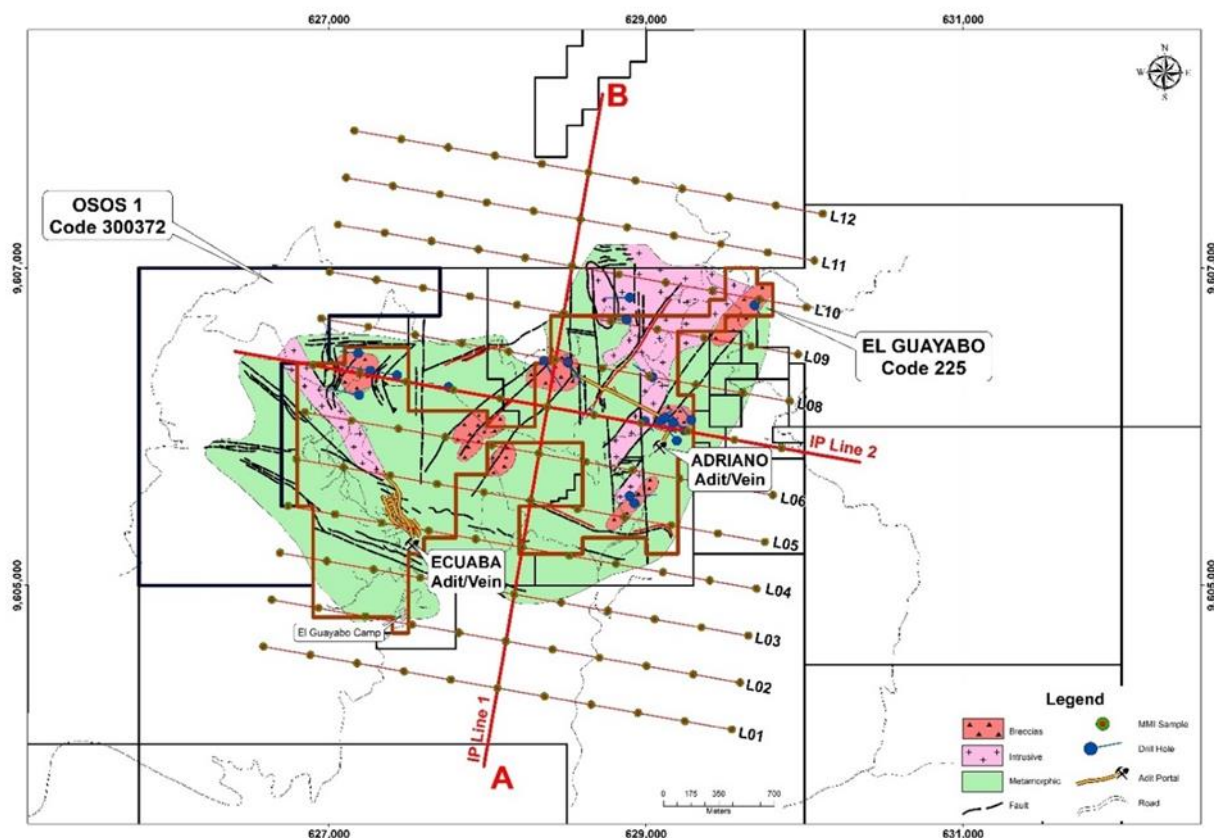 627,000
629,000
631,000
N
W E
S
B
OSOS 1
Code 300372
L12
L11
9,607,000
9,607,000
L10
EL GUAYABO
Code 225
L09
L08
IP Line 2
ADRIANO
Adit/Vein
L06
L05
ECUABA
Adit/Vein
L04
9,605,000
9,605,000
L03
El Guayabo Camp
L02
L01
IP Line 1
A
Legend
Breccias
MMI Sample
Intrusive
Drill Hole
Metamorphic
Adit Portal
Fault
Road
0 175 350 700
Meters
627,000
629,000
631,000